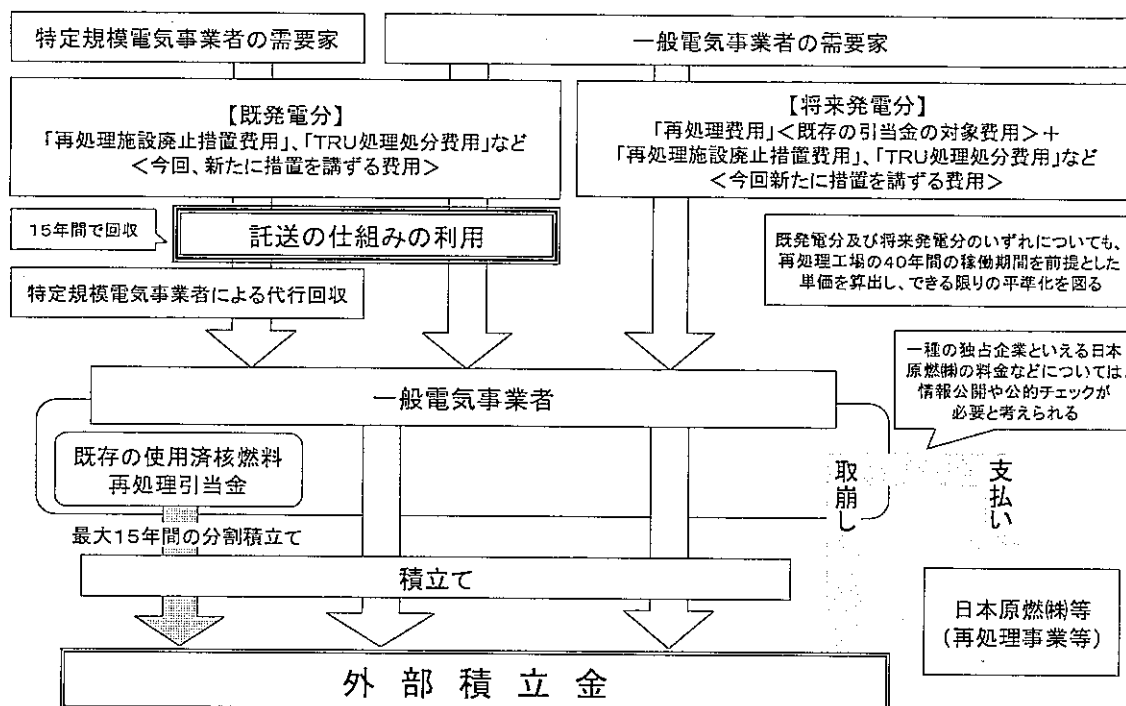 特定規模電気事業者の需要家
一般電気事業者の需要家
【既発電分】
「再処理施設廃止措置費用」、「TRU処理処分費用」など
＜今回、新たに措置を講ずる費用＞
【将来発電分】
「再処理費用」＜既存の引当金の対象費用＞＋
「再処理施設廃止措置費用」、「TRU処理処分費用」など
＜今回新たに措置を講ずる費用＞
15年間で回収
託送の仕組みの利用
特定規模電気事業者による代行回収
既発電分及び将来発電分のいずれについても、
再処理工場の40年間の稼働期間を前提とした
単価を算出し、できる限りの平準化を図る
一種の独占企業といえる日本
原燃㈱の料金などについては、
情報公開や公的チェックが
必要と考えられる
一般電気事業者
既存の使用済核燃料
再処理引当金
取崩し
支払い
最大15年間の分割積立て
積立て
日本原燃㈱等
(再処理事業等)
外部積立金